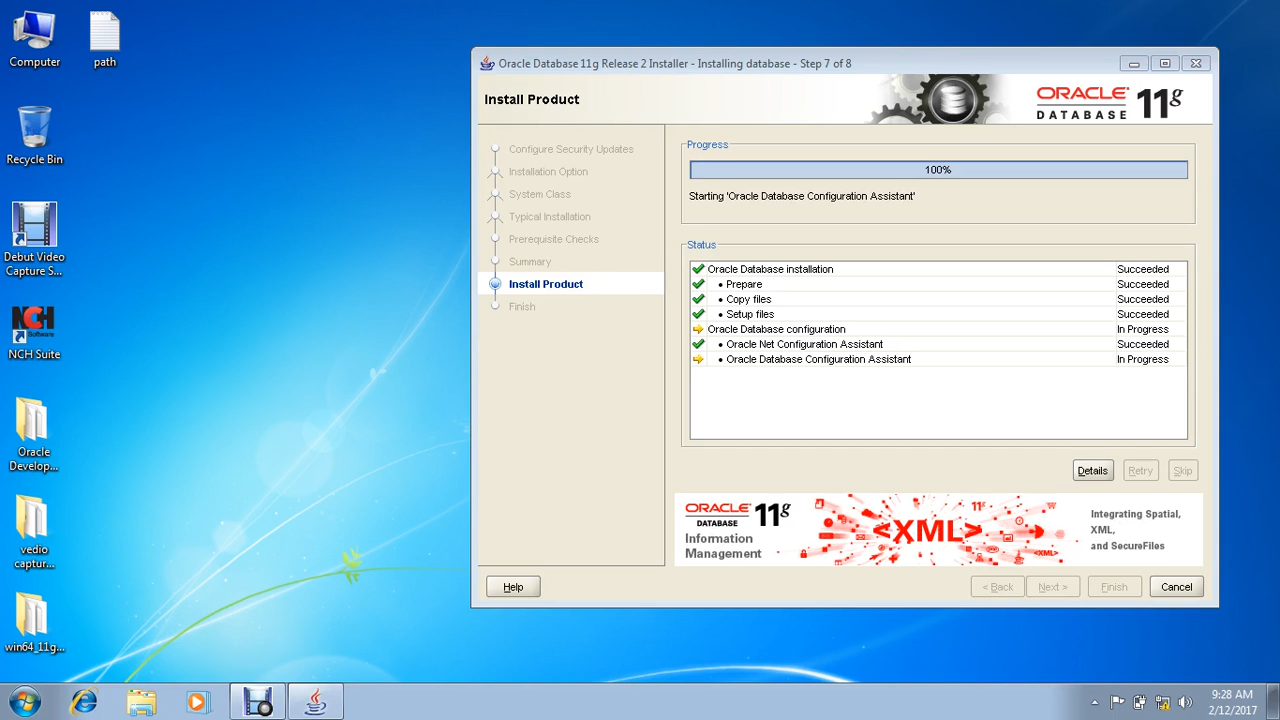 Computer
path
Recycle Bin
Debut Video
Capture S...
NCH
Software
NCH Suite
Oracle
Develop...
vedio
captur...
win64_11g...
Oracle Database 11g Release 2 Installer - Installing database - Step 7 of 8
Install Product
ORACLE
DATABASE 11g
Configure Security Updates
Installation Option
System Class
Typical Installation
Prerequisite Checks
Summary
Install Product
Finish
Progress
100%
Starting 'Oracle Database Configuration Assistant'
Status
Oracle Database installation Succeeded
• Prepare Succeeded
• Copy files Succeeded
• Setup files Succeeded
Oracle Database configuration In Progress
• Oracle Net Configuration Assistant Succeeded
• Oracle Database Configuration Assistant In Progress
Details Retry Skip
ORACLE
DATABASE 11g
Information
Management
<XML>
11g
<XML>
Integrating Spatial,
XML,
and SecureFiles
Help < Back Next > Finish Cancel
9:28 AM
2/12/2017